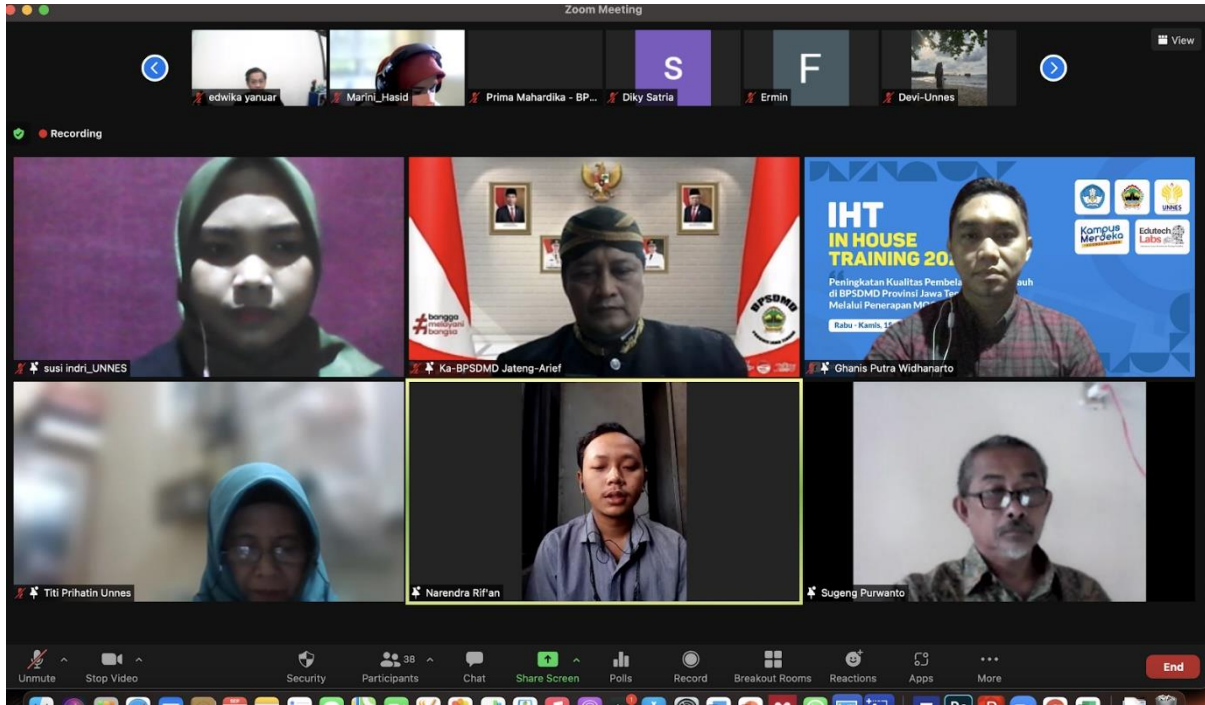 Zoom Meeting
View
edwika yanuar
Marini_Hasid
Prima Mahardika - BP...
S
Diky Satria
F
Ermin
Devi-Unnes
Recording
susi indri_UNNES
#bangga
melayani
bangsa
BPSDMD
Ka-BPSDMD Jateng-Arief
IHT
IN HOUSE
TRAINING 20
Peningkatan Kualitas Pembela auh
di BPSDMD Provinsi Jawa Te
Melalui Penerapan
Rabu - Kamis, 15
UNNES
Kampus
Merdeka
Edutech
Labs
Ghanis Putra Widhanarto
Titi Prihatin Unnes
Narendra Rif'an
Sugeng Purwanto
Unmute
Stop Video
Security
38
Participants
Chat
Share Screen
Polls
Record
Breakout Rooms
Reactions
Apps
More
End